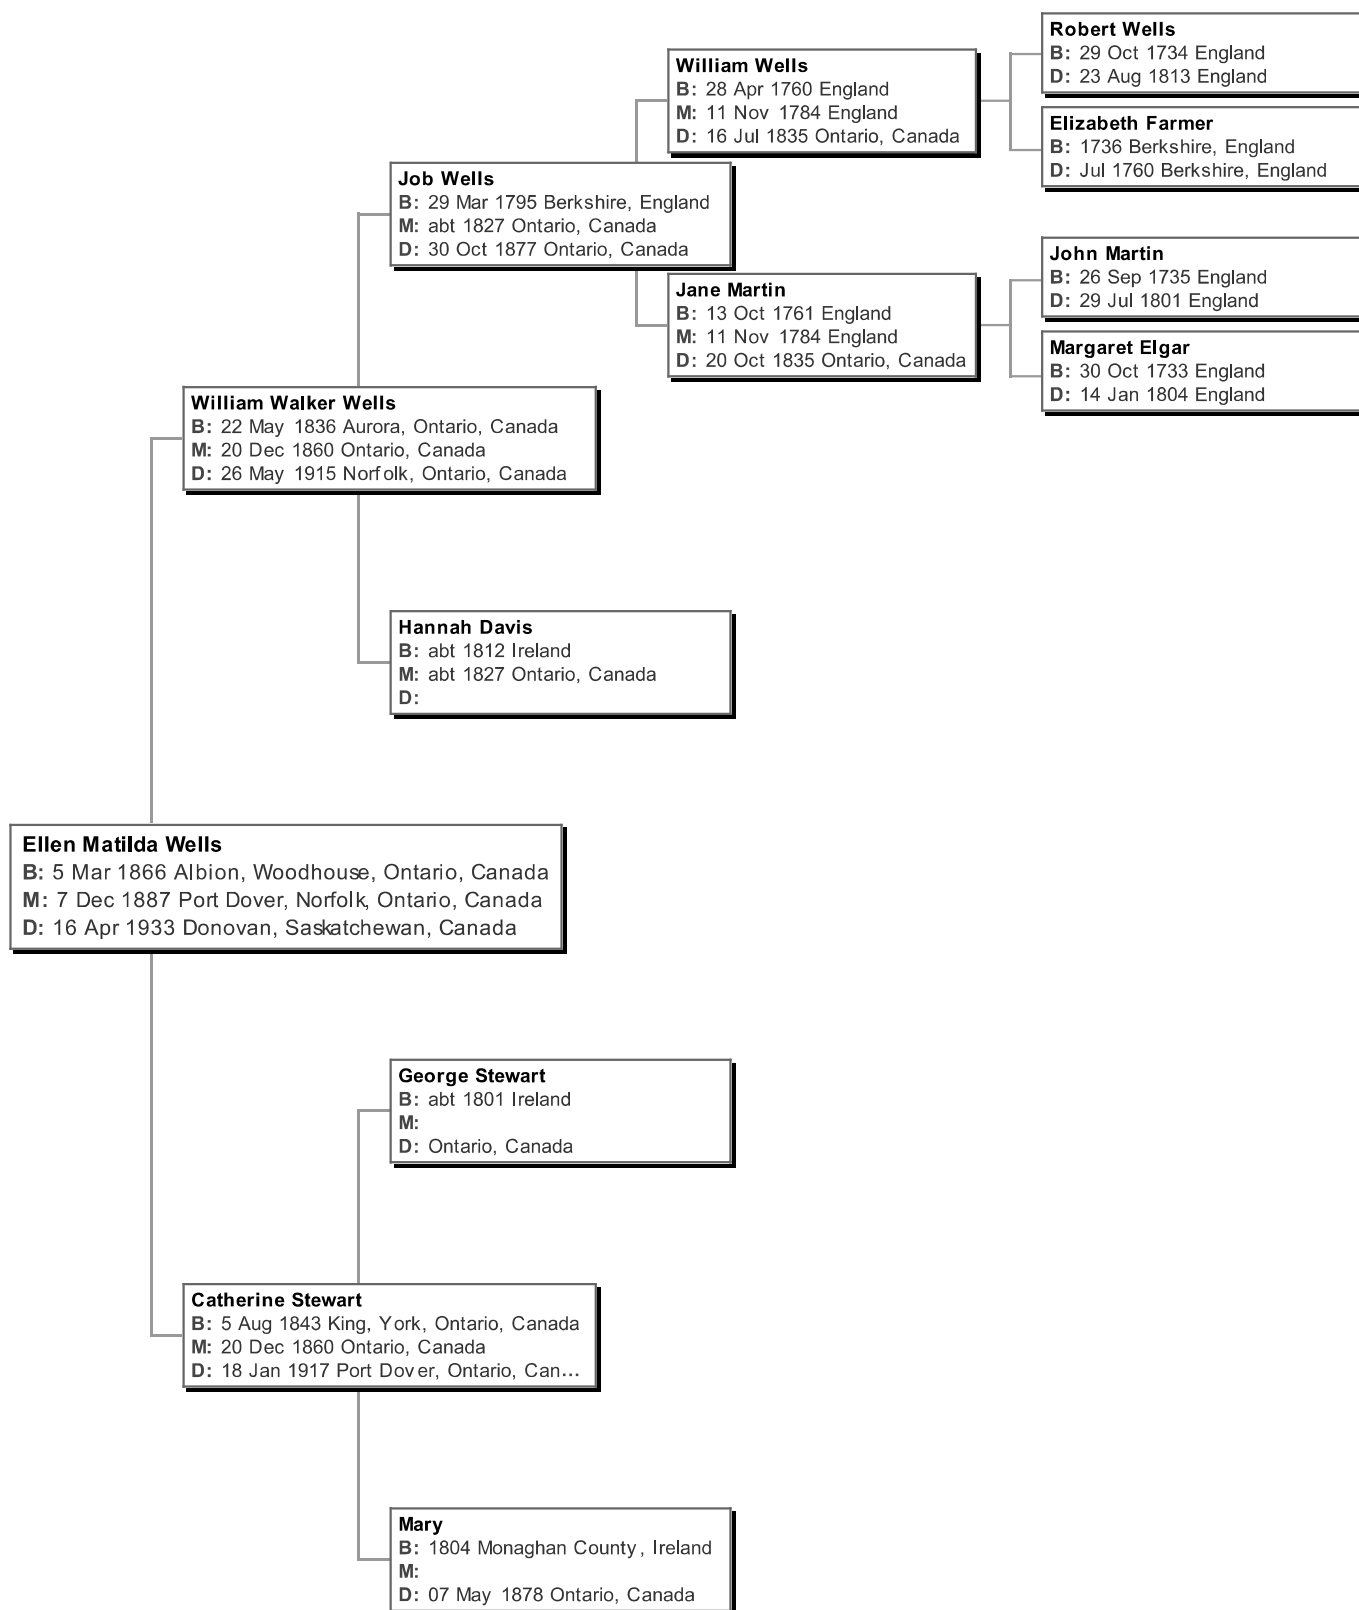 Robert Wells
B: 29 Oct 1734 England
D: 23 Aug 1813 England
William Wells
B: 28 Apr 1760 England
M: 11 Nov 1784 England
D: 16 Jul 1835 Ontario, Canada
Elizabeth Farmer
B: 1736 Berkshire, England
D: Jul 1760 Berkshire, England
Job Wells
B: 29 Mar 1795 Berkshire, England
M: abt 1827 Ontario, Canada
D: 30 Oct 1877 Ontario, Canada
John Martin
B: 26 Sep 1735 England
D: 29 Jul 1801 England
Jane Martin
B: 13 Oct 1761 England
M: 11 Nov 1784 England
D: 20 Oct 1835 Ontario, Canada
Margaret Elgar
B: 30 Oct 1733 England
D: 14 Jan 1804 England
William Walker Wells
B: 22 May 1836 Aurora, Ontario, Canada
M: 20 Dec 1860 Ontario, Canada
D: 26 May 1915 Norfolk, Ontario, Canada
Hannah Davis
B: abt 1812 Ireland
M: abt 1827 Ontario, Canada
D:
Ellen Matilda Wells
B: 5 Mar 1866 Albion, Woodhouse, Ontario, Canada
M: 7 Dec 1887 Port Dover, Norfolk, Ontario, Canada
D: 16 Apr 1933 Donovan, Saskatchewan, Canada
George Stewart
B: abt 1801 Ireland
M:
D: Ontario, Canada
Catherine Stewart
B: 5 Aug 1843 King, York, Ontario, Canada
M: 20 Dec 1860 Ontario, Canada
D: 18 Jan 1917 Port Dover, Ontario, Can...
Mary
B: 1804 Monaghan County, Ireland
M:
D: 07 May 1878 Ontario, Canada